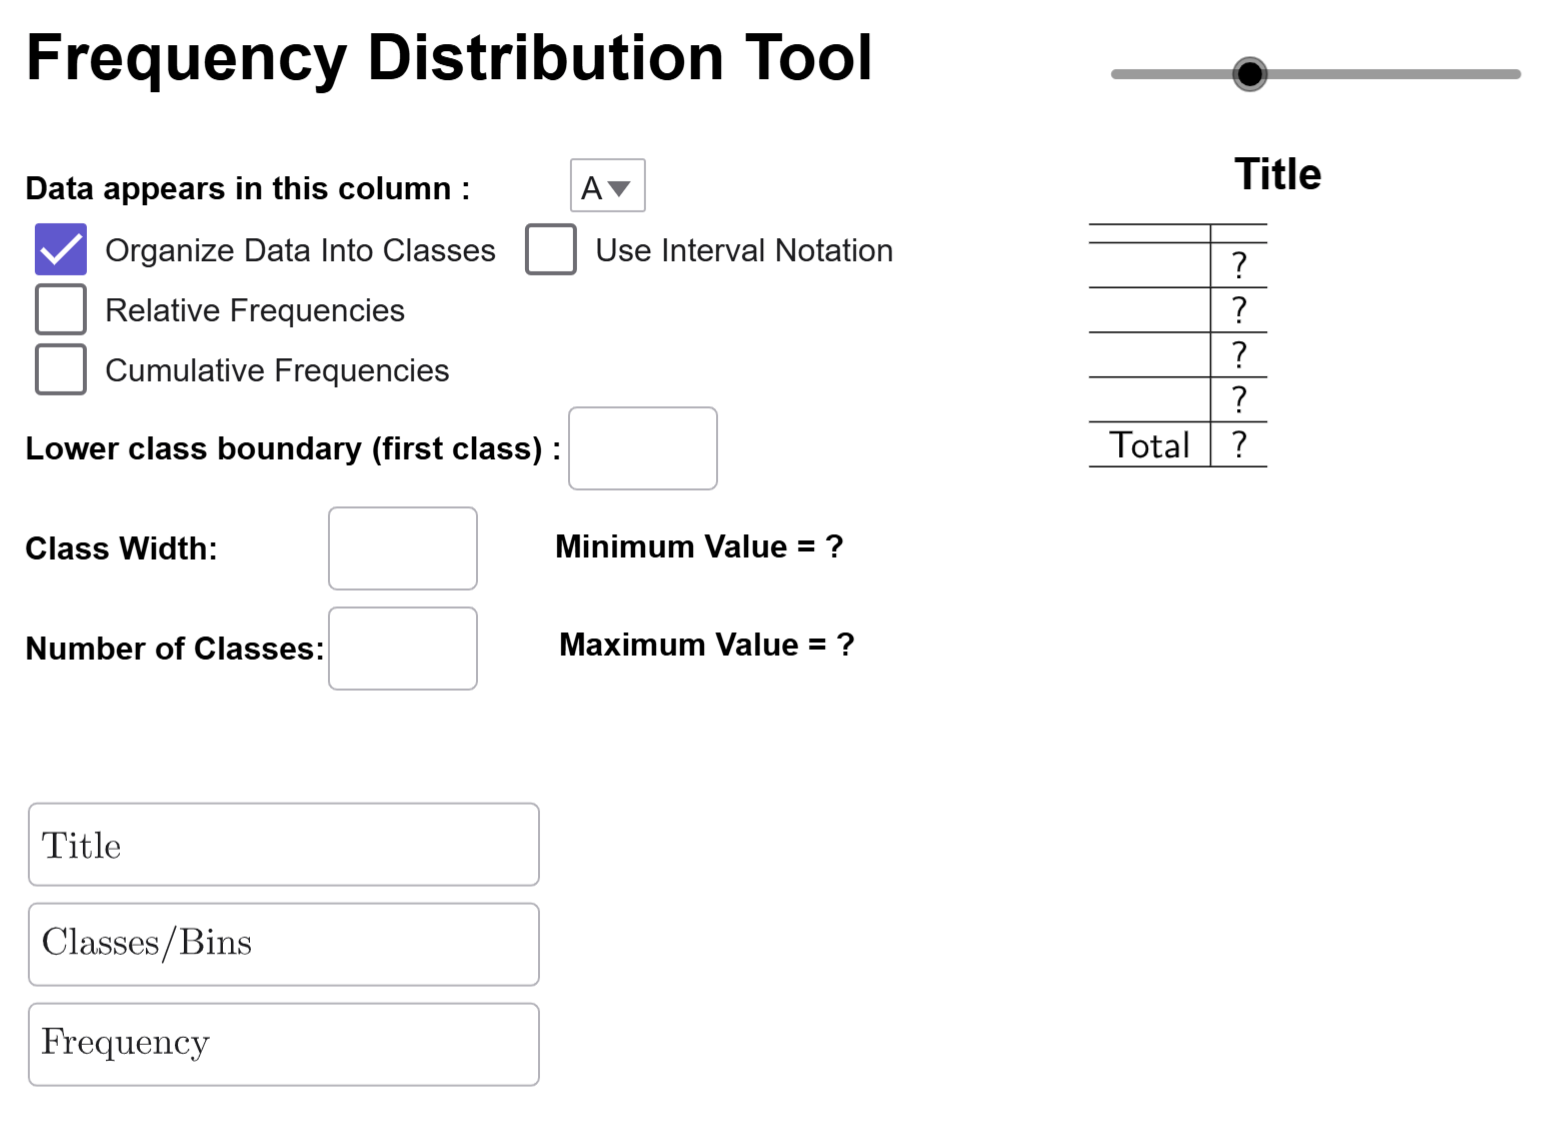 Frequency Distribution Tool
Data appears in this column : A
Organize Data Into Classes Use Interval Notation
Relative Frequencies
Cumulative Frequencies
Lower class boundary (first class) :
Class Width: Minimum Value = ?
Number of Classes: Maximum Value = ?
Title
Classes/Bins
Frequency
Title
?
?
?
?
Total ?